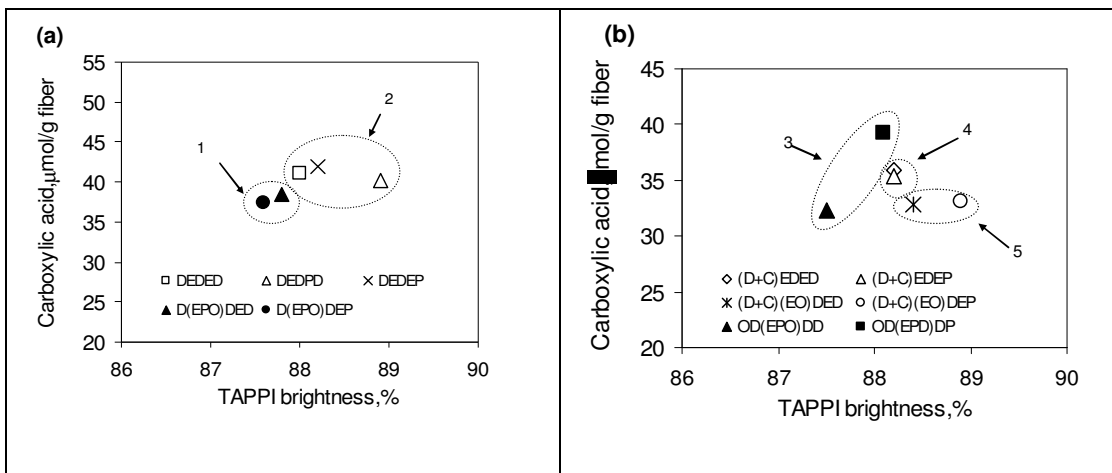 (a)
55
50
45
40
35
30
25
20
86 87 88 89 90
Carboxylic acid,μmol/g fiber
TAPPI brightness,%
1
2
DEDED DEDPD DEDEP
D(EPO)DED D(EPO)DEP
(b)
45
40
35
30
25
20
86 87 88 89 90
Carboxylic acid, mol/g fiber
TAPPI brightness,%
3
4
5
(D+C)EDED (D+C)EDEP
(D+C)(EO)DED (D+C)(EO)DEP
OD(EPO)DD OD(EPD)DP